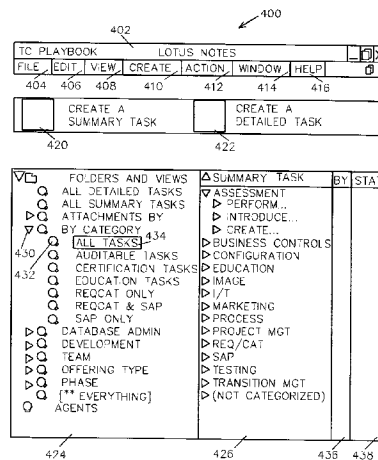 400
402
TC PLAYBOOK LOTUS NOTES
FILE EDIT VIEW CREATE ACTION WINDOW HELP
404 406 408 410 412 414 416
CREATE A SUMMARY TASK
CREATE A DETAILED TASK
420 422
FOLDERS AND VIEWS
ALL DETAILED TASKS
ALL SUMMARY TASKS
ATTACHMENTS BY
BY CATEGORY
ALL TASKS 434
430
AUDITABLE TASKS
432
CERTIFICATION TASKS
EDUCATION TASKS
REQCAT ONLY
REQCAT & SAP
SAP ONLY
DATABASE ADMIN
DEVELOPMENT
TEAM
OFFERING TYPE
PHASE
[** EVERYTHING]
AGENTS
SUMMARY TASK BY STAT
ASSESSMENT
PERFORM...
INTRODUCE...
CREATE...
BUSINESS CONTROLS
CONFIGURATION
EDUCATION
IMAGE
I/T
MARKETING
PROCESS
PROJECT MGT
REQ/CAT
SAP
TESTING
TRANSITION MGT
(NOT CATEGORIZED)
424 426 436 438